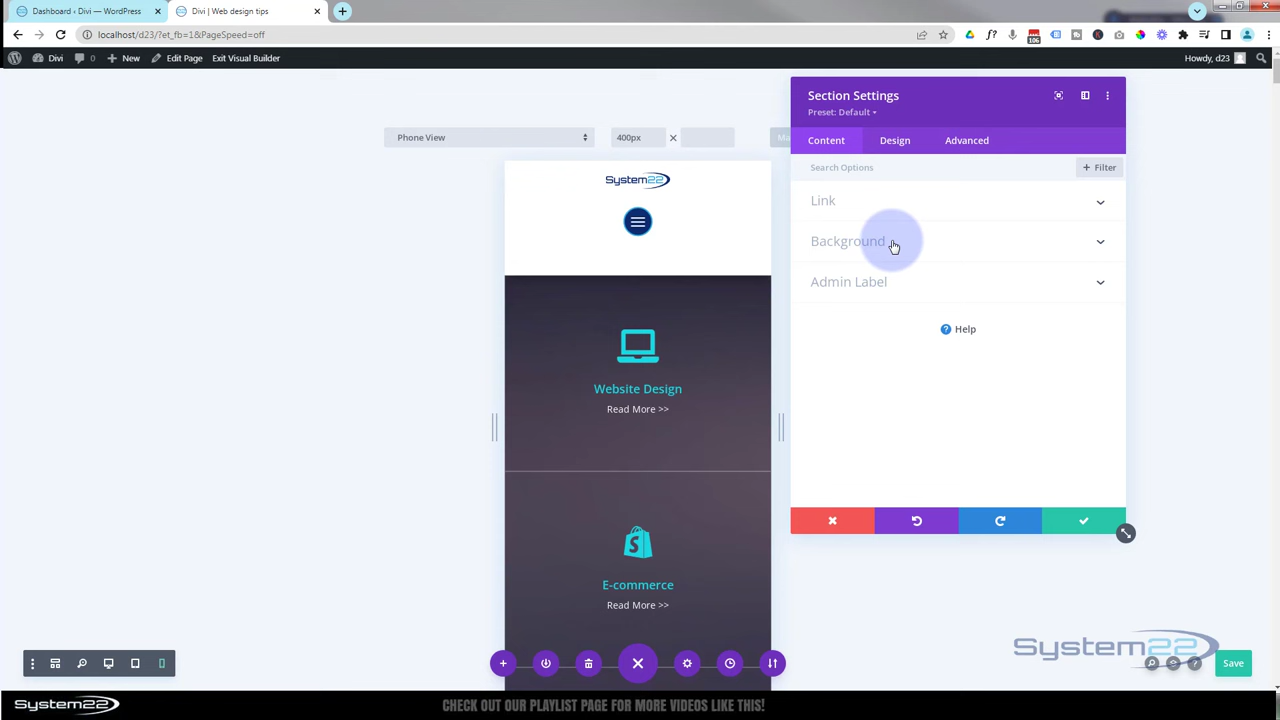 Dashboard ‹ Divi — WordPress
Divi | Web design tips
localhost/d23/?et_fb=1&PageSpeed=off
106
Divi
0
New
Edit Page
Exit Visual Builder
Howdy, d23
Phone View
400px
Section Settings
Preset: Default
Content
Design
Advanced
Search Options
+ Filter
Link
Background
Admin Label
Help
System22
Website Design
Read More >>
E-commerce
Read More >>
System22
Save
System22
CHECK OUT OUR PLAYLIST PAGE FOR MORE VIDEOS LIKE THIS!